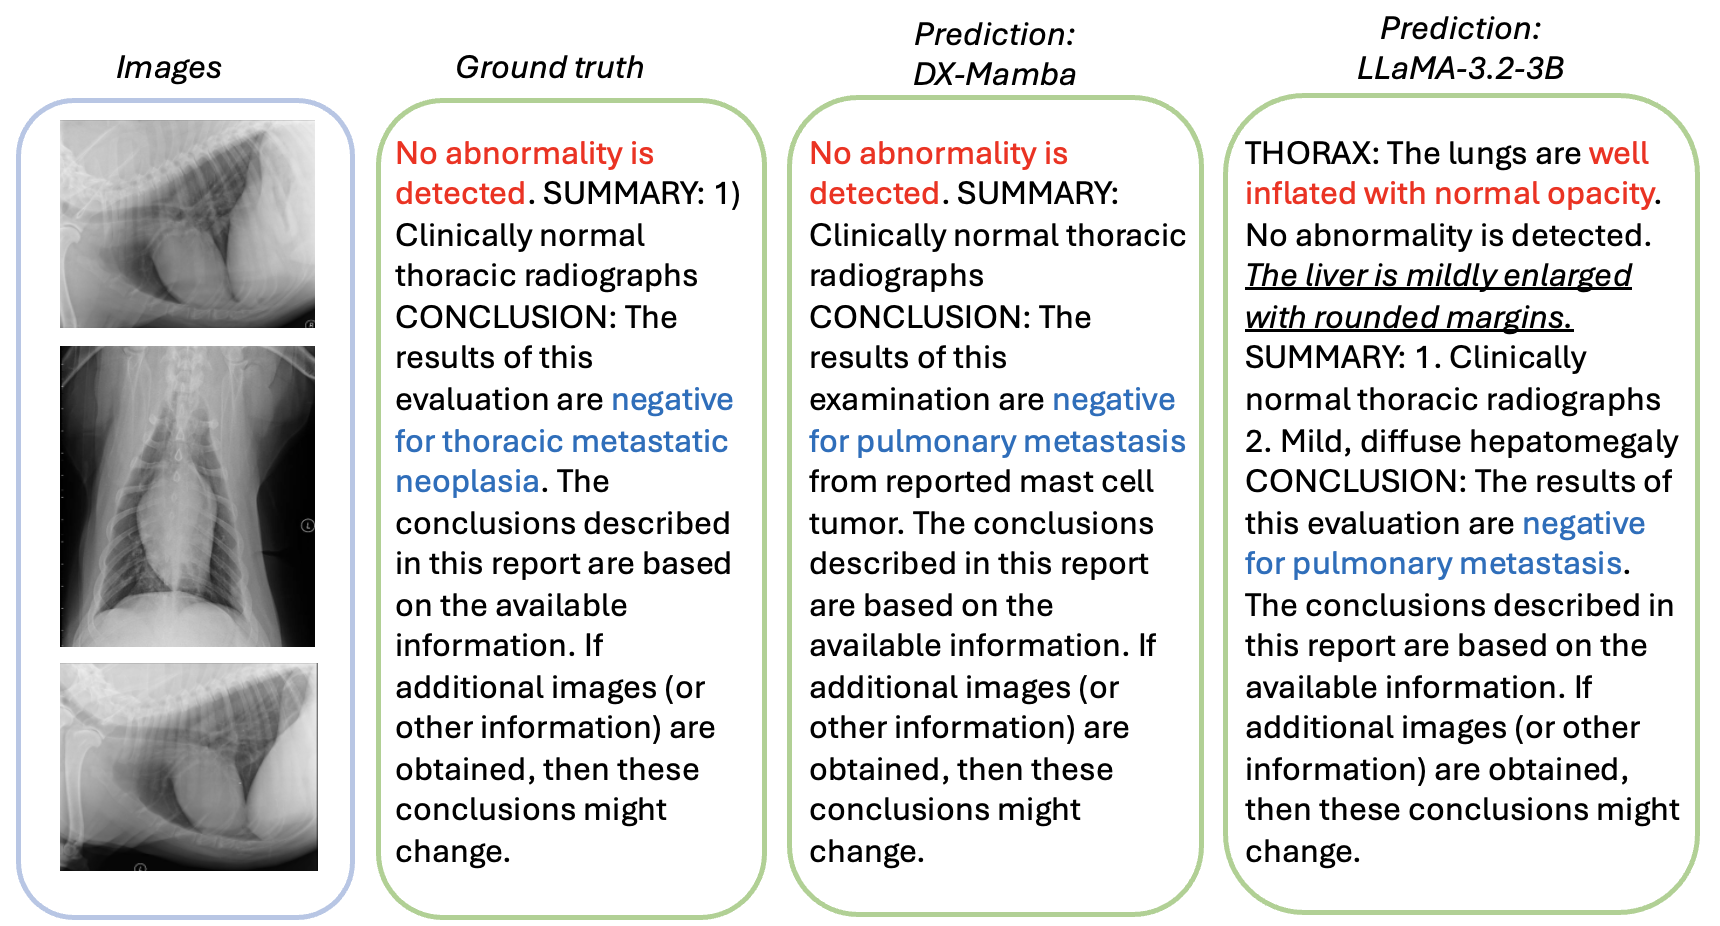 Images
Ground truth
Prediction:
DX-Mamba
Prediction:
LLaMA-3.2-3B
No abnormality is
detected. SUMMARY: 1)
Clinically normal
thoracic radiographs
CONCLUSION: The
results of this
evaluation are negative
for thoracic metastatic
neoplasia. The
conclusions described
in this report are based
on the available
information. If
additional images (or
other information) are
obtained, then these
conclusions might
change.
No abnormality is
detected. SUMMARY:
Clinically normal thoracic
radiographs
CONCLUSION: The
results of this
examination are negative
for pulmonary metastasis
from reported mast cell
tumor. The conclusions
described in this report
are based on the
available information. If
additional images (or
other information) are
obtained, then these
conclusions might
change.
THORAX: The lungs are well
inflated with normal opacity.
No abnormality is detected.
The liver is mildly enlarged
with rounded margins.
SUMMARY: 1. Clinically
normal thoracic radiographs
2. Mild, diffuse hepatomegaly
CONCLUSION: The results of
this evaluation are negative
for pulmonary metastasis.
The conclusions described in
this report are based on the
available information. If
additional images (or other
information) are obtained,
then these conclusions might
change.